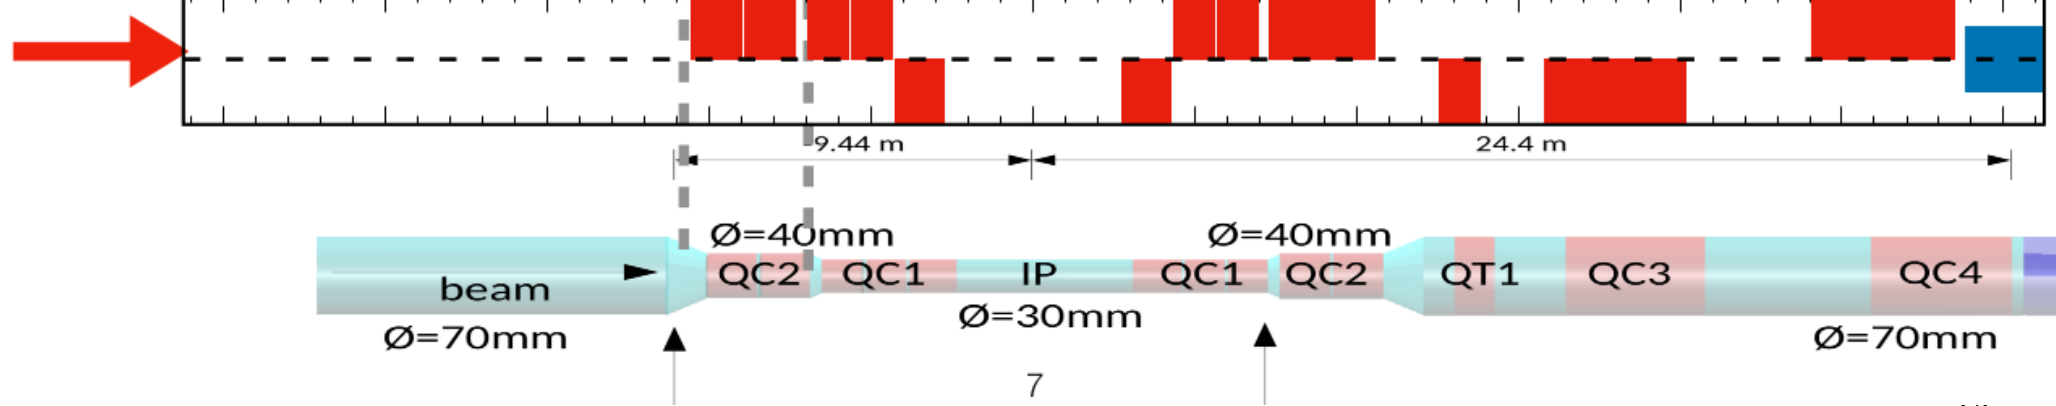 9.44 m
24.4 m
Ø=40mm
Ø=40mm
QC2
QC1
IP
QC1
QC2
QT1
QC3
QC4
beam
Ø=30mm
Ø=70mm
Ø=70mm
7